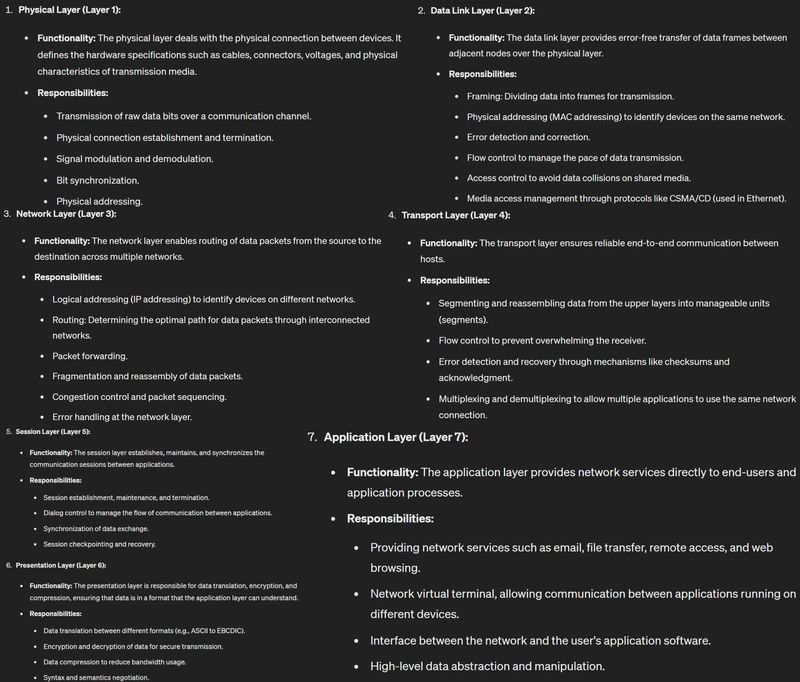 1. Physical Layer (Layer 1):
• Functionality: The physical layer deals with the physical connection between devices. It
defines the hardware specifications such as cables, connectors, voltages, and physical
characteristics of transmission media.
• Responsibilities:
• Transmission of raw data bits over a communication channel.
• Physical connection establishment and termination.
• Signal modulation and demodulation.
• Bit synchronization.
• Physical addressing.
2. Data Link Layer (Layer 2):
• Functionality: The data link layer provides error-free transfer of data frames between
adjacent nodes over the physical layer.
• Responsibilities:
• Framing: Dividing data into frames for transmission.
• Physical addressing (MAC addressing) to identify devices on the same network.
• Error detection and correction.
• Flow control to manage the pace of data transmission.
• Access control to avoid data collisions on shared media.
• Media access management through protocols like CSMA/CD (used in Ethernet).
3. Network Layer (Layer 3):
• Functionality: The network layer enables routing of data packets from the source to the
destination across multiple networks.
• Responsibilities:
• Logical addressing (IP addressing) to identify devices on different networks.
• Routing: Determining the optimal path for data packets through interconnected
networks.
• Packet forwarding.
• Fragmentation and reassembly of data packets.
• Congestion control and packet sequencing.
• Error handling at the network layer.
4. Transport Layer (Layer 4):
• Functionality: The transport layer ensures reliable end-to-end communication between
hosts.
• Responsibilities:
• Segmenting and reassembling data from the upper layers into manageable units
(segments).
• Flow control to prevent overwhelming the receiver.
• Error detection and recovery through mechanisms like checksums and
acknowledgment.
• Multiplexing and demultiplexing to allow multiple applications to use the same network
connection.
5. Session Layer (Layer 5):
• Functionality: The session layer establishes, maintains, and synchronizes the
communication sessions between applications.
• Responsibilities:
• Session establishment, maintenance, and termination.
• Dialog control to manage the flow of communication between applications.
• Synchronization of data exchange.
• Session checkpointing and recovery.
6. Presentation Layer (Layer 6):
• Functionality: The presentation layer is responsible for data translation, encryption, and
compression, ensuring that data is in a format that the application layer can understand.
• Responsibilities:
• Data translation between different formats (e.g., ASCII to EBCDIC).
• Encryption and decryption of data for secure transmission.
• Data compression to reduce bandwidth usage.
• Syntax and semantics negotiation.
7. Application Layer (Layer 7):
• Functionality: The application layer provides network services directly to end-users and
application processes.
• Responsibilities:
• Providing network services such as email, file transfer, remote access, and web
browsing.
• Network virtual terminal, allowing communication between applications running on
different devices.
• Interface between the network and the user's application software.
• High-level data abstraction and manipulation.